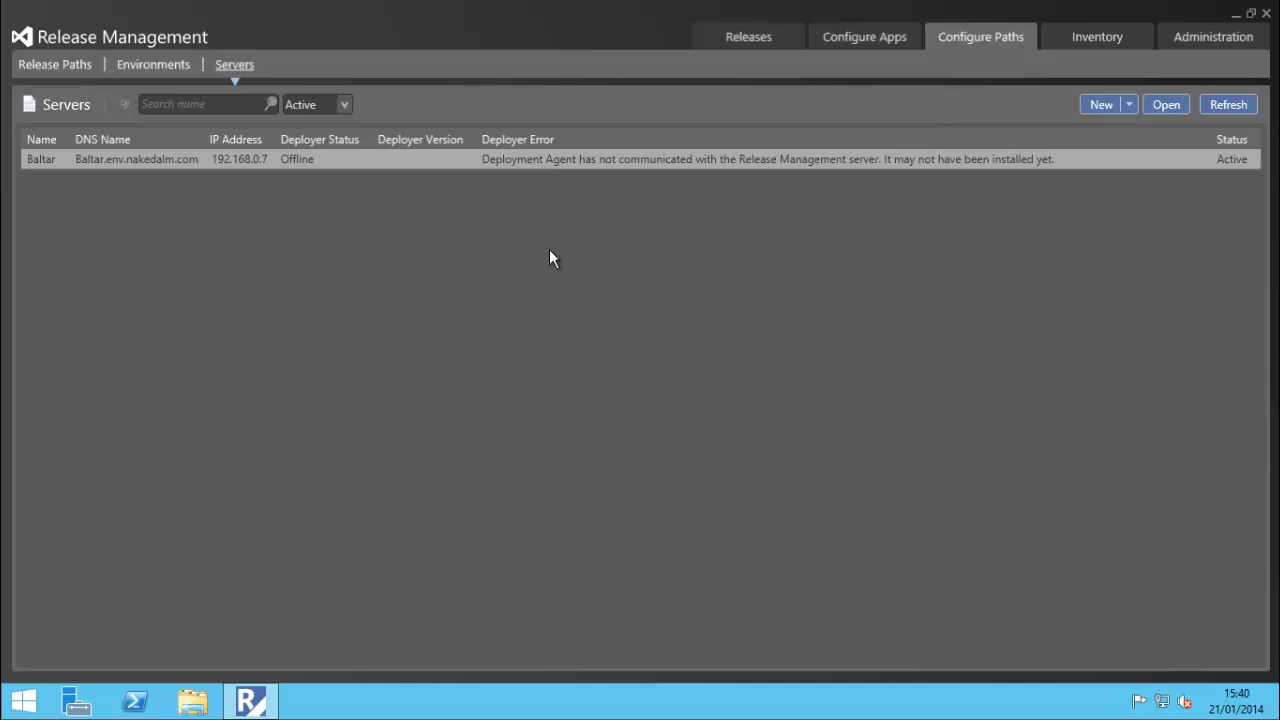 Release Management
Releases
Configure Apps
Configure Paths
Inventory
Administration
Release Paths | Environments | Servers
Servers
Search name
Active
New
Open
Refresh
Name DNS Name IP Address Deployer Status Deployer Version Deployer Error Status
Baltar Baltar.env.nakedalm.com 192.168.0.7 Offline Deployment Agent has not communicated with the Release Management server. It may not have been installed yet. Active
15:40
21/01/2014